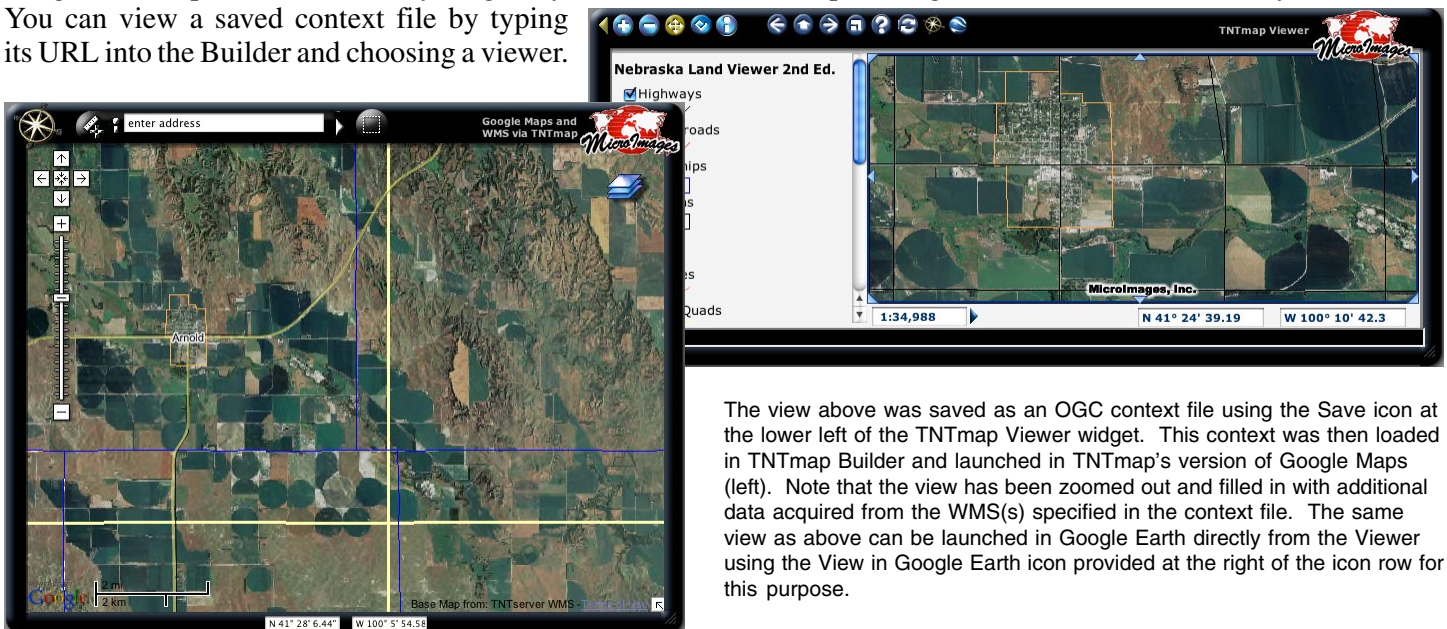 You can view a saved context file by typing
its URL into the Builder and choosing a viewer.
TNTmap Viewer
MicroImages
Nebraska Land Viewer 2nd Ed.
Highways
roads
ips
s
es
Quads
MicroImages, Inc.
1:34,988
N 41° 24' 39.19
W 100° 10' 42.3
enter address
Google Maps and
WMS via TNTmap
MicroImages
Arnold
2 mi
2 km
Google
Base Map from: TNTserver WMS -
N 41° 28' 6.44"
W 100° 5' 54.58
The view above was saved as an OGC context file using the Save icon at
the lower left of the TNTmap Viewer widget. This context was then loaded
in TNTmap Builder and launched in TNTmap's version of Google Maps
(left). Note that the view has been zoomed out and filled in with additional
data acquired from the WMS(s) specified in the context file. The same
view as above can be launched in Google Earth directly from the Viewer
using the View in Google Earth icon provided at the right of the icon row for
this purpose.